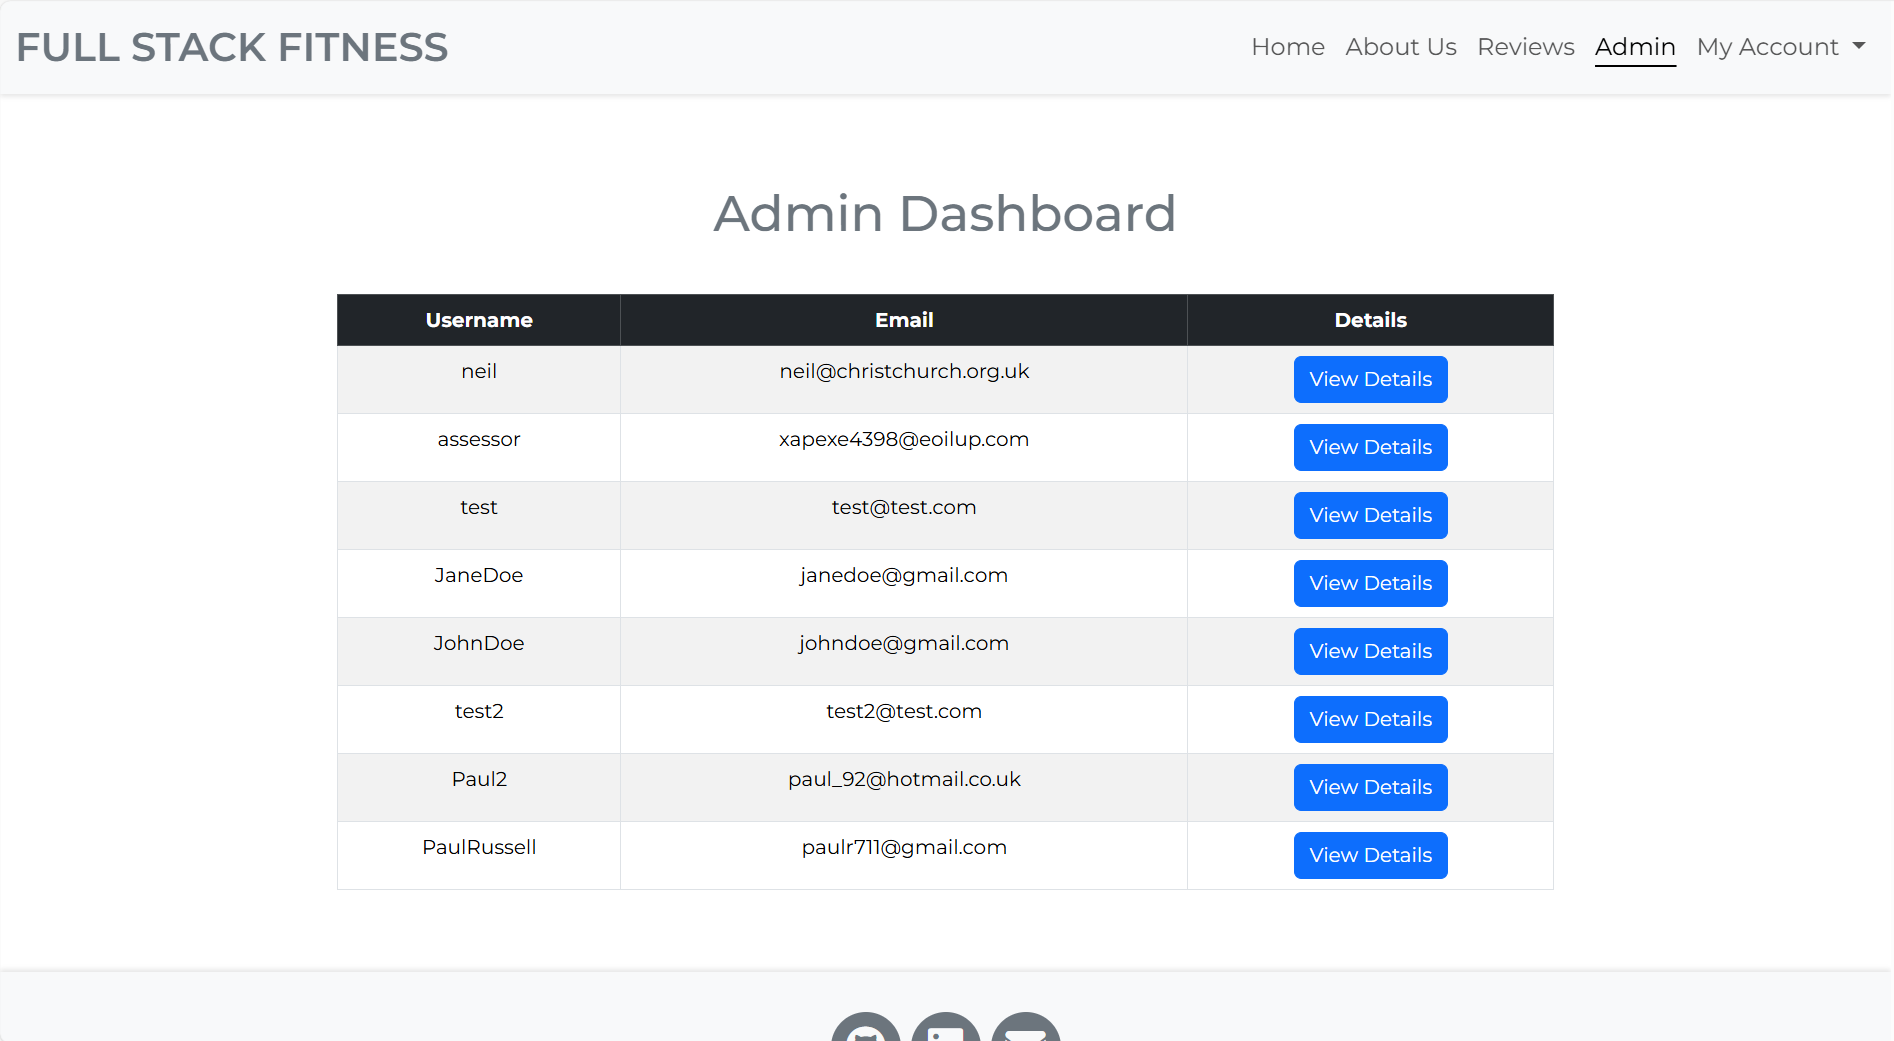 FULL STACK FITNESS
Home About Us Reviews Admin My Account
Admin Dashboard
Username Email Details
neil neil@christchurch.org.uk View Details
assessor xapexe4398@eoilup.com View Details
test test@test.com View Details
JaneDoe janedoe@gmail.com View Details
JohnDoe johndoe@gmail.com View Details
test2 test2@test.com View Details
Paul2 paul_92@hotmail.co.uk View Details
PaulRussell paulr711@gmail.com View Details